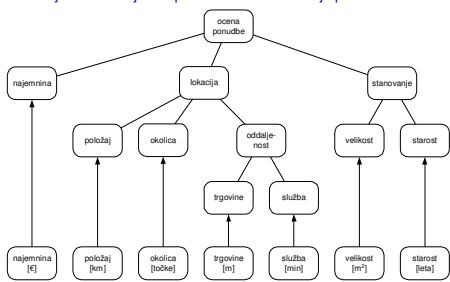 ocena
ponudbe
najemnina
lokacija
stanovanje
položaj
okolica
oddalje-
nost
velikost
starost
trgovine
služba
najemnina
[€]
položaj
[km]
okolica
[točke]
trgovine
[m]
služba
[min]
velikost
[m²]
starost
[leta]